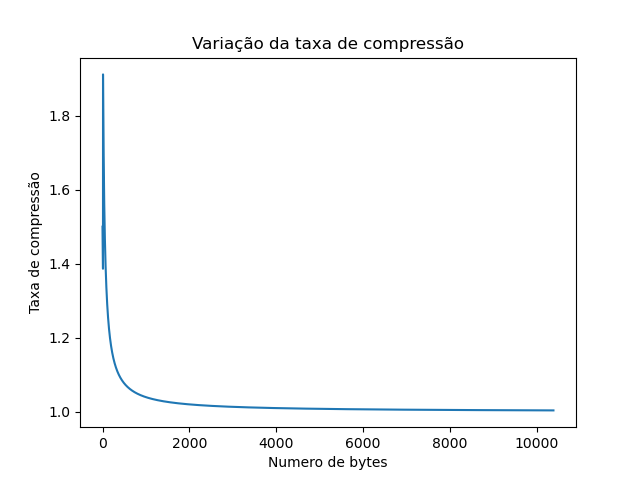 Variação da taxa de compressão
Taxa de compressão
1.8
1.6
1.4
1.2
1.0
0 2000 4000 6000 8000 10000
Numero de bytes